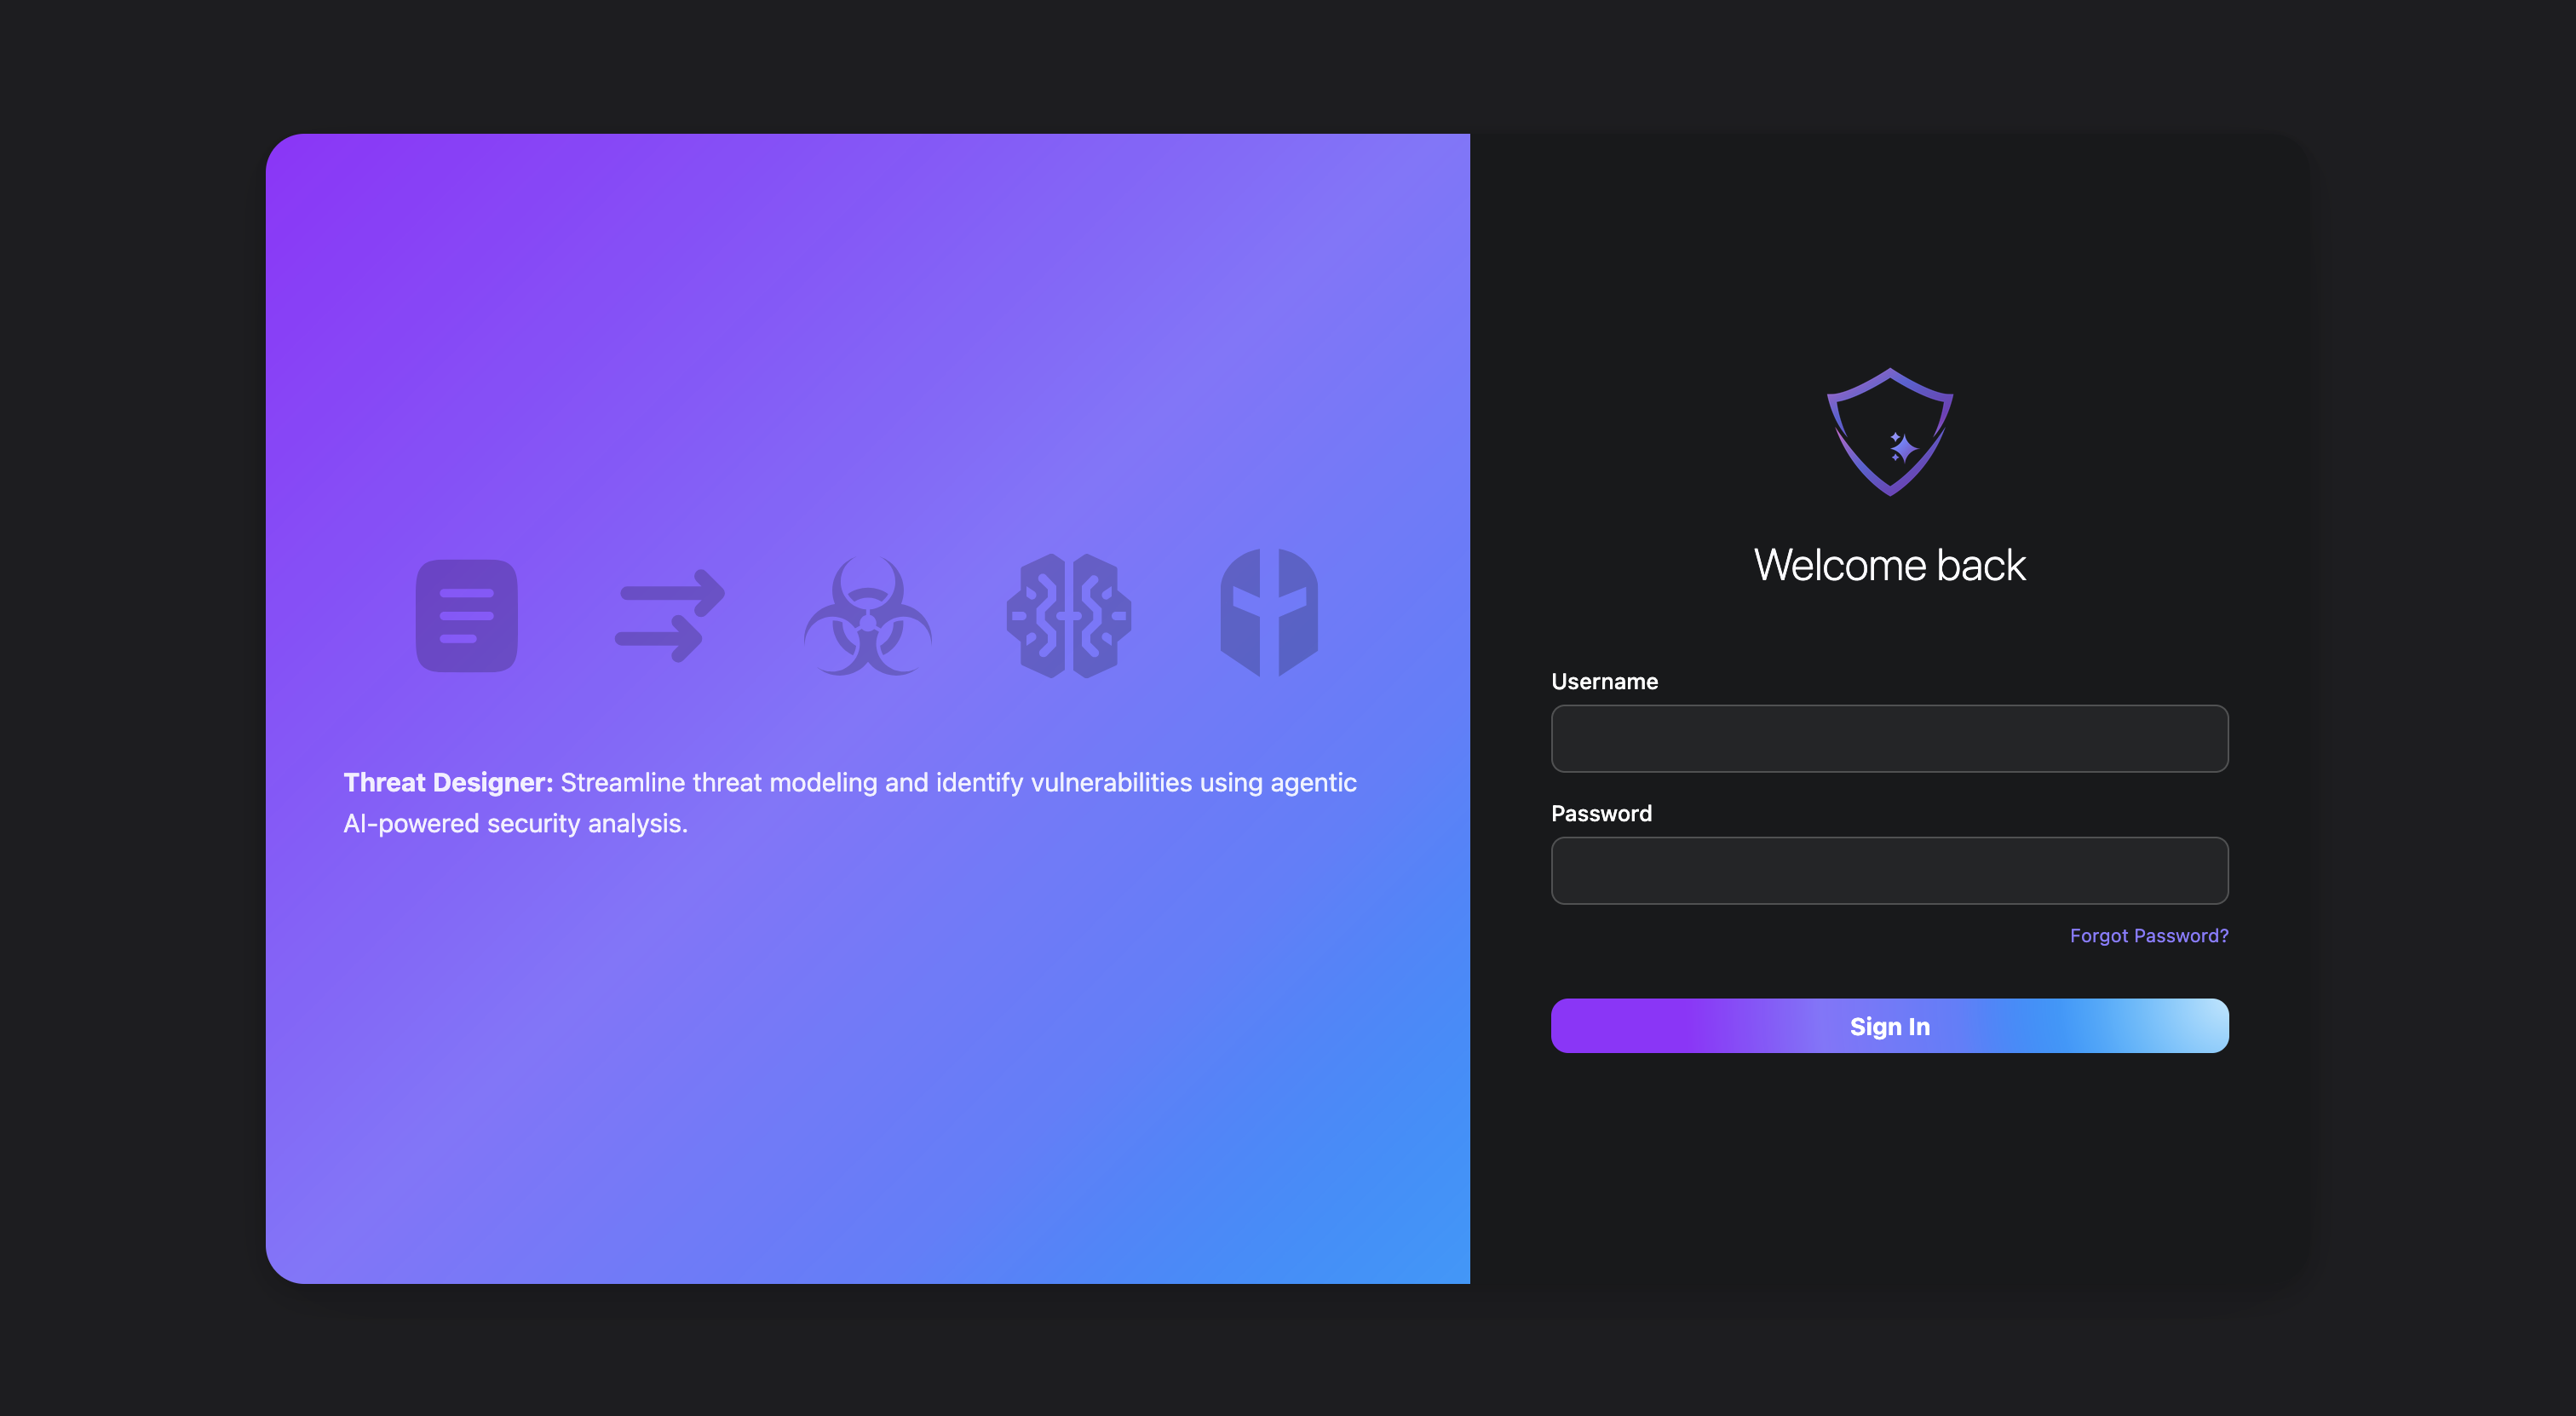 Threat Designer: Streamline threat modeling and identify vulnerabilities using agentic
AI-powered security analysis.
Welcome back
Username
Password
Forgot Password?
Sign In